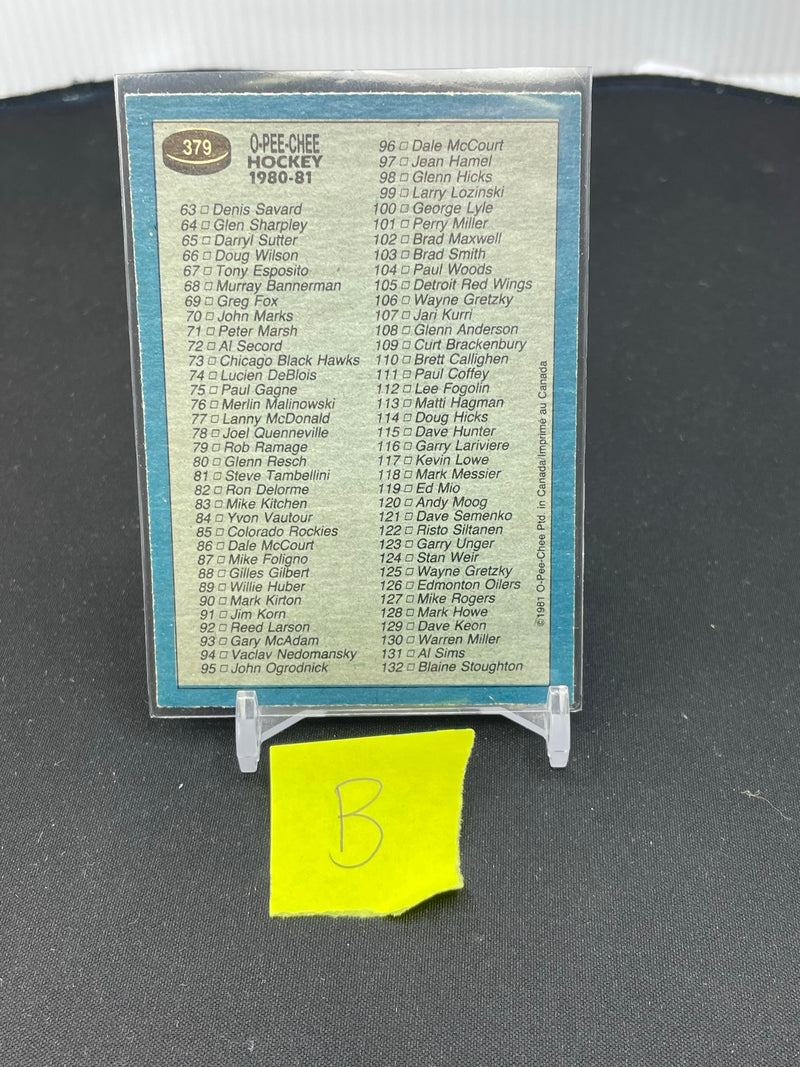 379
O-PEE-CHEE
HOCKEY
1980-81
63 □ Denis Savard
64 □ Glen Sharpley
65 □ Darryl Sutter
66 □ Doug Wilson
67 □ Tony Esposito
68 □ Murray Bannerman
69 □ Greg Fox
70 □ John Marks
71 □ Peter Marsh
72 □ Al Secord
73 □ Chicago Black Hawks
74 □ Lucien DeBlois
75 □ Paul Gagne
76 □ Merlin Malinowski
77 □ Lanny McDonald
78 □ Joel Quenneville
79 □ Rob Ramage
80 □ Glenn Resch
81 □ Steve Tambellini
82 □ Ron Delorme
83 □ Mike Kitchen
84 □ Yvon Vautour
85 □ Colorado Rockies
86 □ Dale McCourt
87 □ Mike Foligno
88 □ Gilles Gilbert
89 □ Willie Huber
90 □ Mark Kirton
91 □ Jim Korn
92 □ Reed Larson
93 □ Gary McAdam
94 □ Vaclav Nedomansky
95 □ John Ogrodnick
96 □ Dale McCourt
97 □ Jean Hamel
98 □ Glenn Hicks
99 □ Larry Lozinski
100 □ George Lyle
101 □ Perry Miller
102 □ Brad Maxwell
103 □ Brad Smith
104 □ Paul Woods
105 □ Detroit Red Wings
106 □ Wayne Gretzky
107 □ Jari Kurri
108 □ Glenn Anderson
109 □ Curt Brackenbury
110 □ Brett Callighen
111 □ Paul Coffey
112 □ Lee Fogolin
113 □ Matti Hagman
114 □ Doug Hicks
115 □ Dave Hunter
116 □ Garry Lariviere
117 □ Kevin Lowe
118 □ Mark Messier
119 □ Ed Mio
120 □ Andy Moog
121 □ Dave Semenko
122 □ Risto Siltanen
123 □ Garry Unger
124 □ Stan Weir
125 □ Wayne Gretzky
126 □ Edmonton Oilers
127 □ Mike Rogers
128 □ Mark Howe
129 □ Dave Keon
130 □ Warren Miller
131 □ Al Sims
132 □ Blaine Stoughton
©1981 O-Pee-Chee Ptd. in Canada/Imprimé au Canada
B